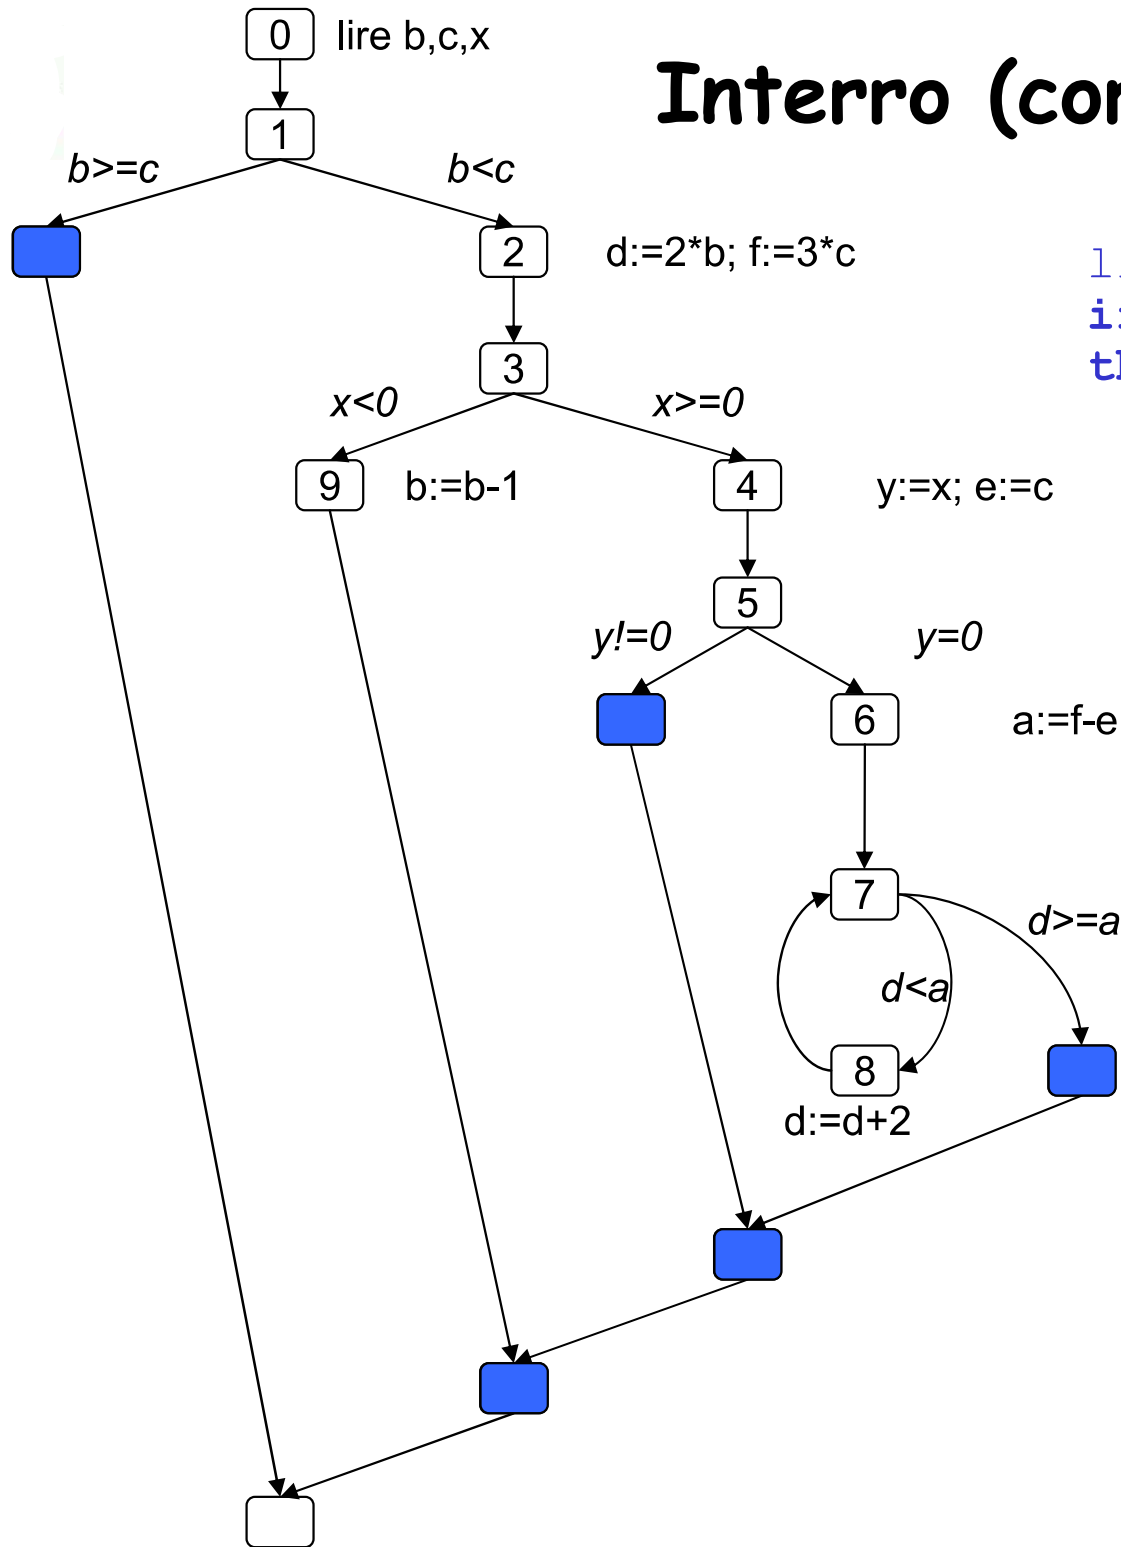 0 lire b,c,x
Interro
1
b>=c b<c
2 d:=2*b; f:=3*c
3
x<0 x>=0
9 b:=b-1 4 y:=x; e:=c
5
y!=0 y=0
6 a:=f-e
7
d>=a
d<a
8
d:=d+2